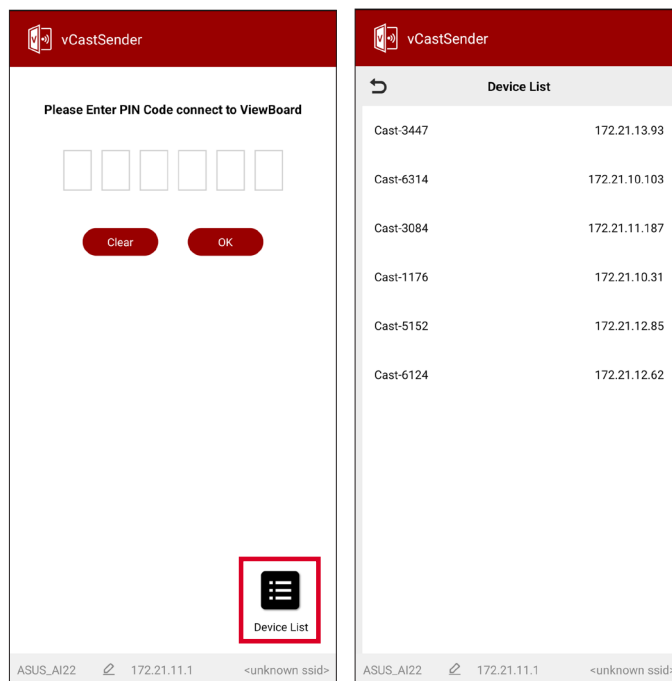 vCastSender
Please Enter PIN Code connect to ViewBoard
Clear
OK
Device List
ASUS_AI22
172.21.11.1
<unknown ssid>
vCastSender
Device List
Cast-3447 172.21.13.93
Cast-6314 172.21.10.103
Cast-3084 172.21.11.187
Cast-1176 172.21.10.31
Cast-5152 172.21.12.85
Cast-6124 172.21.12.62
ASUS_AI22
172.21.11.1
<unknown ssid>